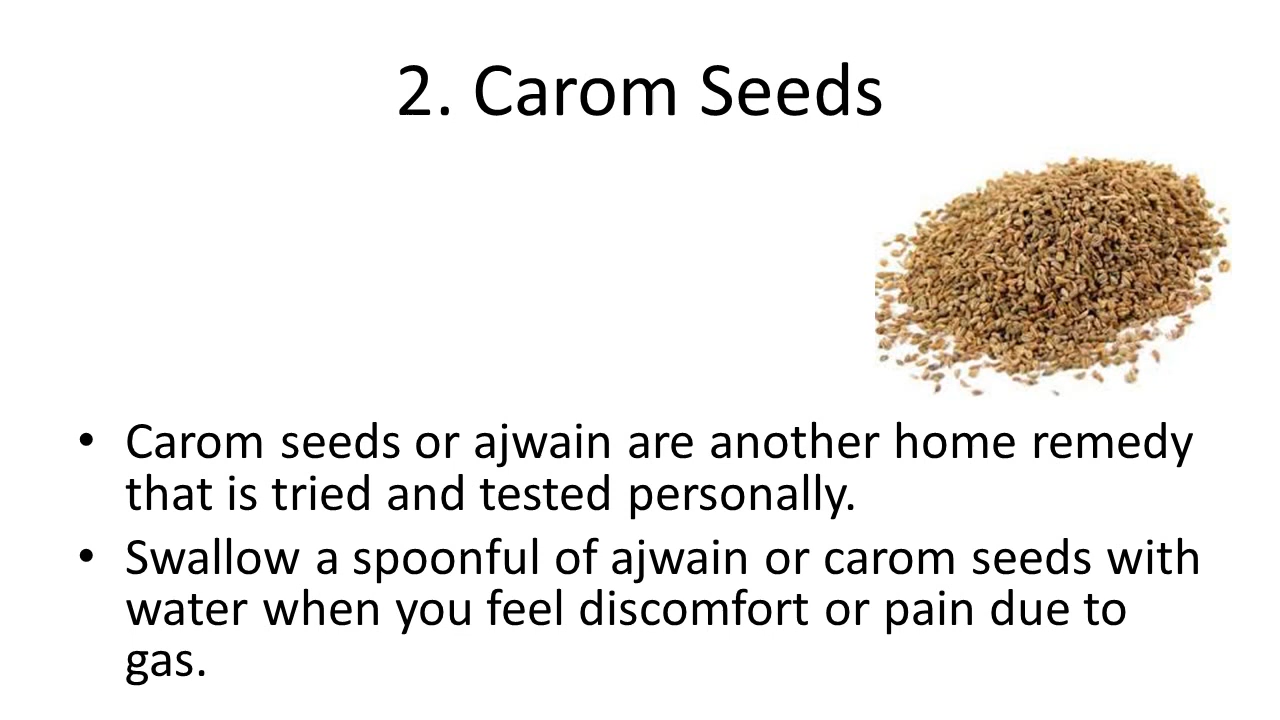 2. Carom Seeds
• Carom seeds or ajwain are another home remedy
that is tried and tested personally.
• Swallow a spoonful of ajwain or carom seeds with
water when you feel discomfort or pain due to
gas.